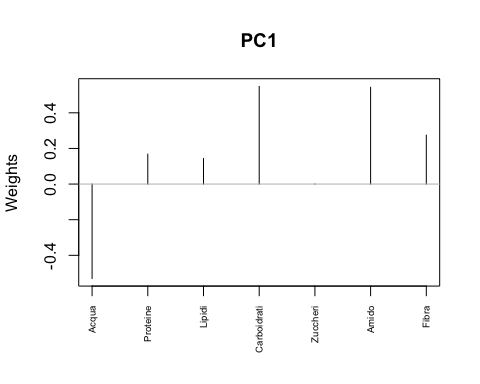 PC1
Weights
0.4
0.2
0.0
-0.4
Acqua
Proteine
Lipidi
Carboidrati
Zuccheri
Amido
Fibra